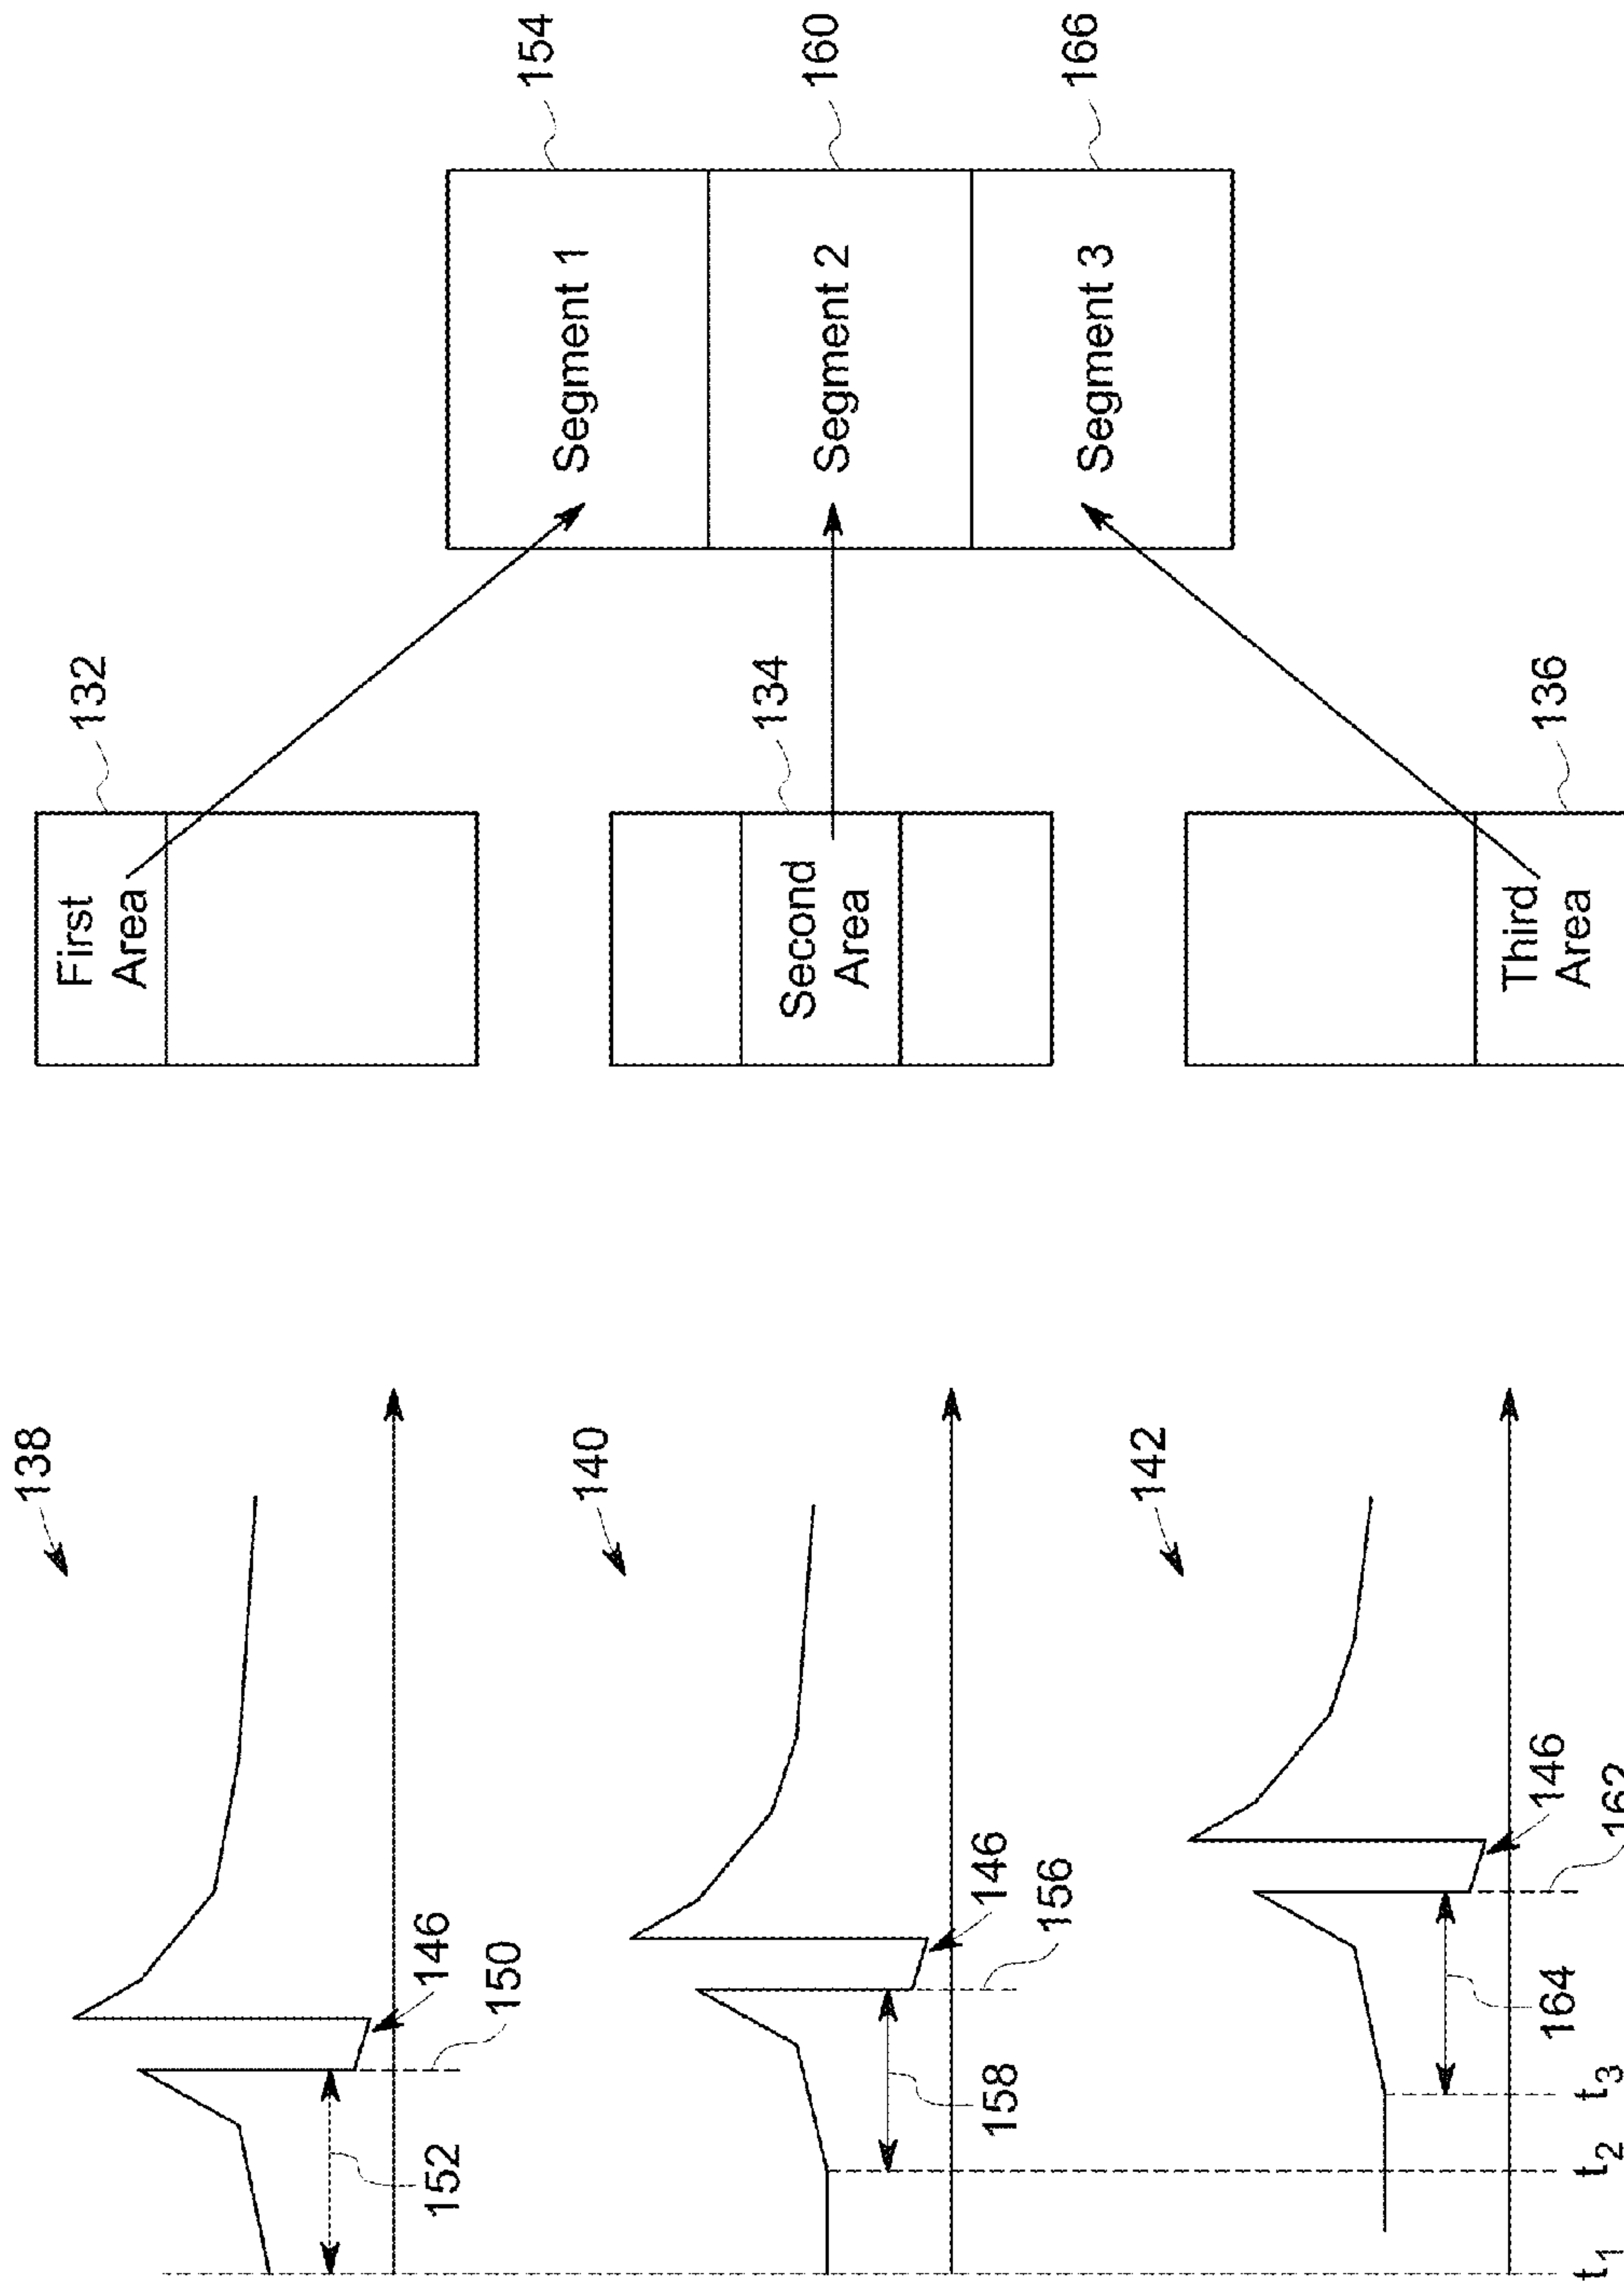 138
146
150
152
140
146
156
158
142
146
162
164
t1 t2 t3
First
Area
132
Second
Area
134
Third
Area
136
Segment 1
154
Segment 2
160
Segment 3
166